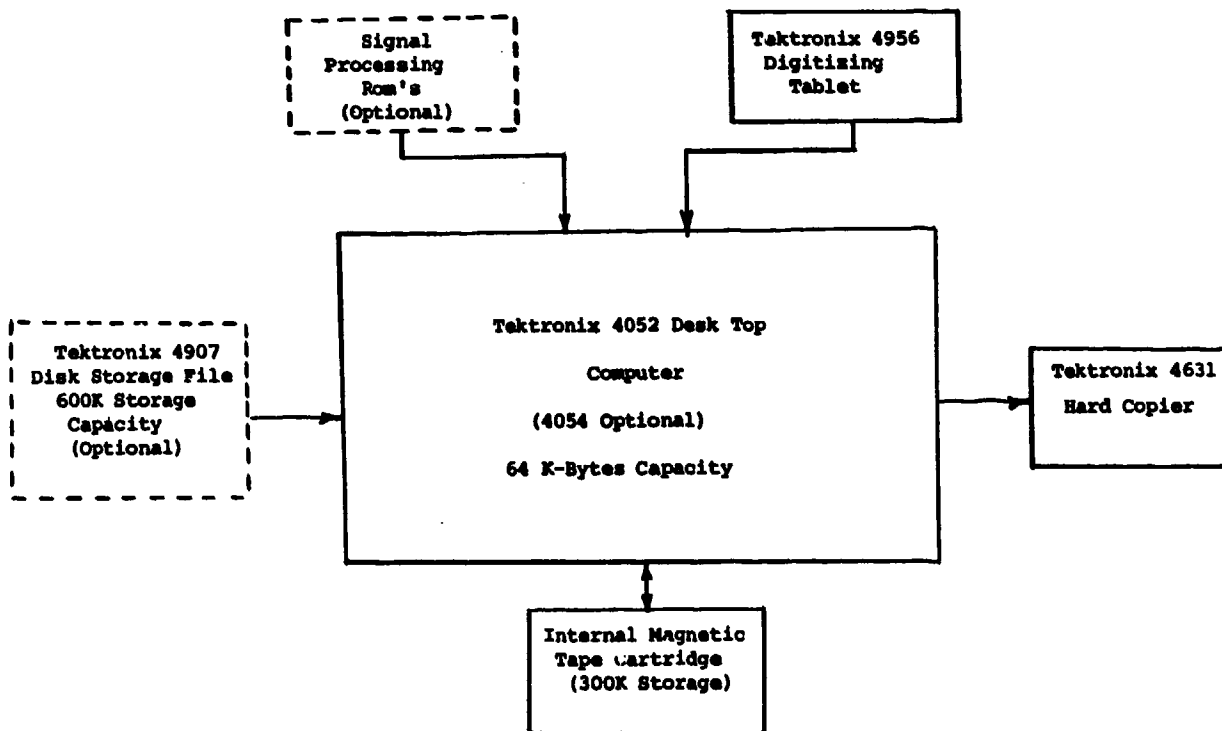 Signal
Processing
Rom's
(Optional)
Tektronix 4956
Digitizing
Tablet
Tektronix 4907
Disk Storage File
600K Storage
Capacity
(Optional)
Tektronix 4052 Desk Top
Computer
(4054 Optional)
64 K-Bytes Capacity
Tektronix 4631
Hard Copier
Internal Magnetic
Tape Cartridge
(300K Storage)